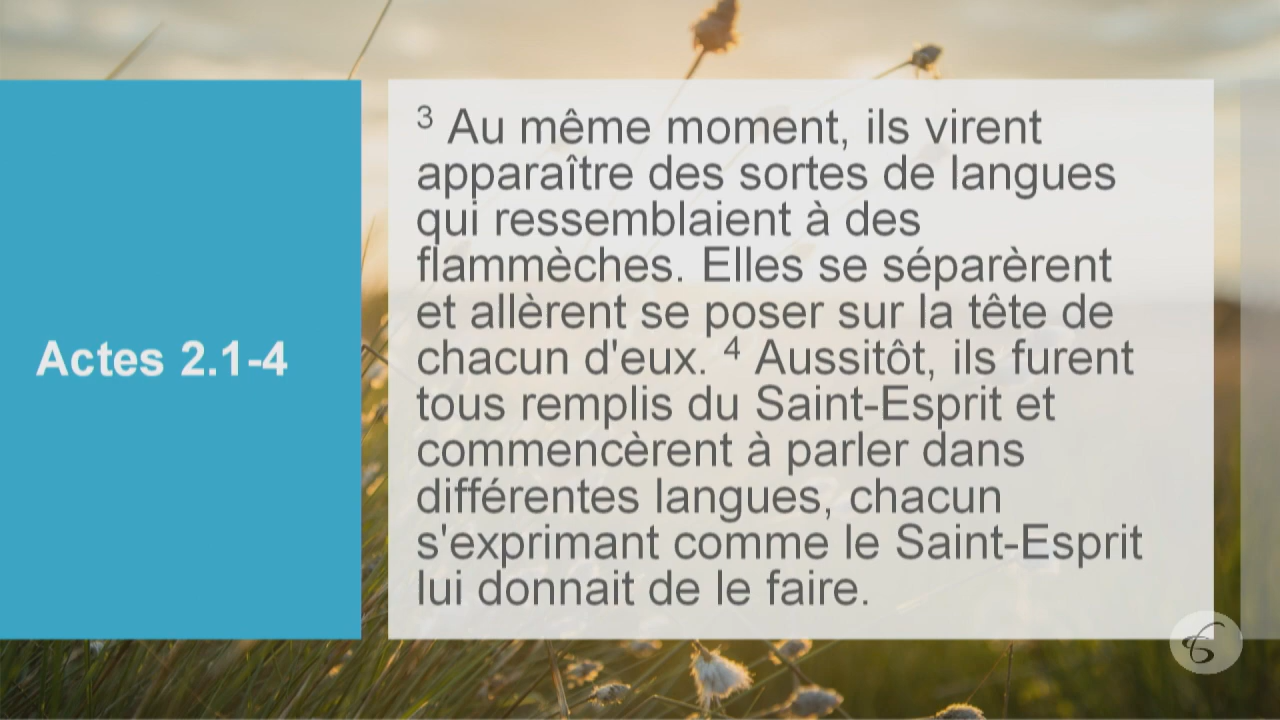 Actes 2.1-4
³ Au même moment, ils virent
apparaître des sortes de langues
qui ressemblaient à des
flammèches. Elles se séparèrent
et allèrent se poser sur la tête de
chacun d'eux. ⁴ Aussitôt, ils furent
tous remplis du Saint-Esprit et
commencèrent à parler dans
différentes langues, chacun
s'exprimant comme le Saint-Esprit
lui donnait de le faire.